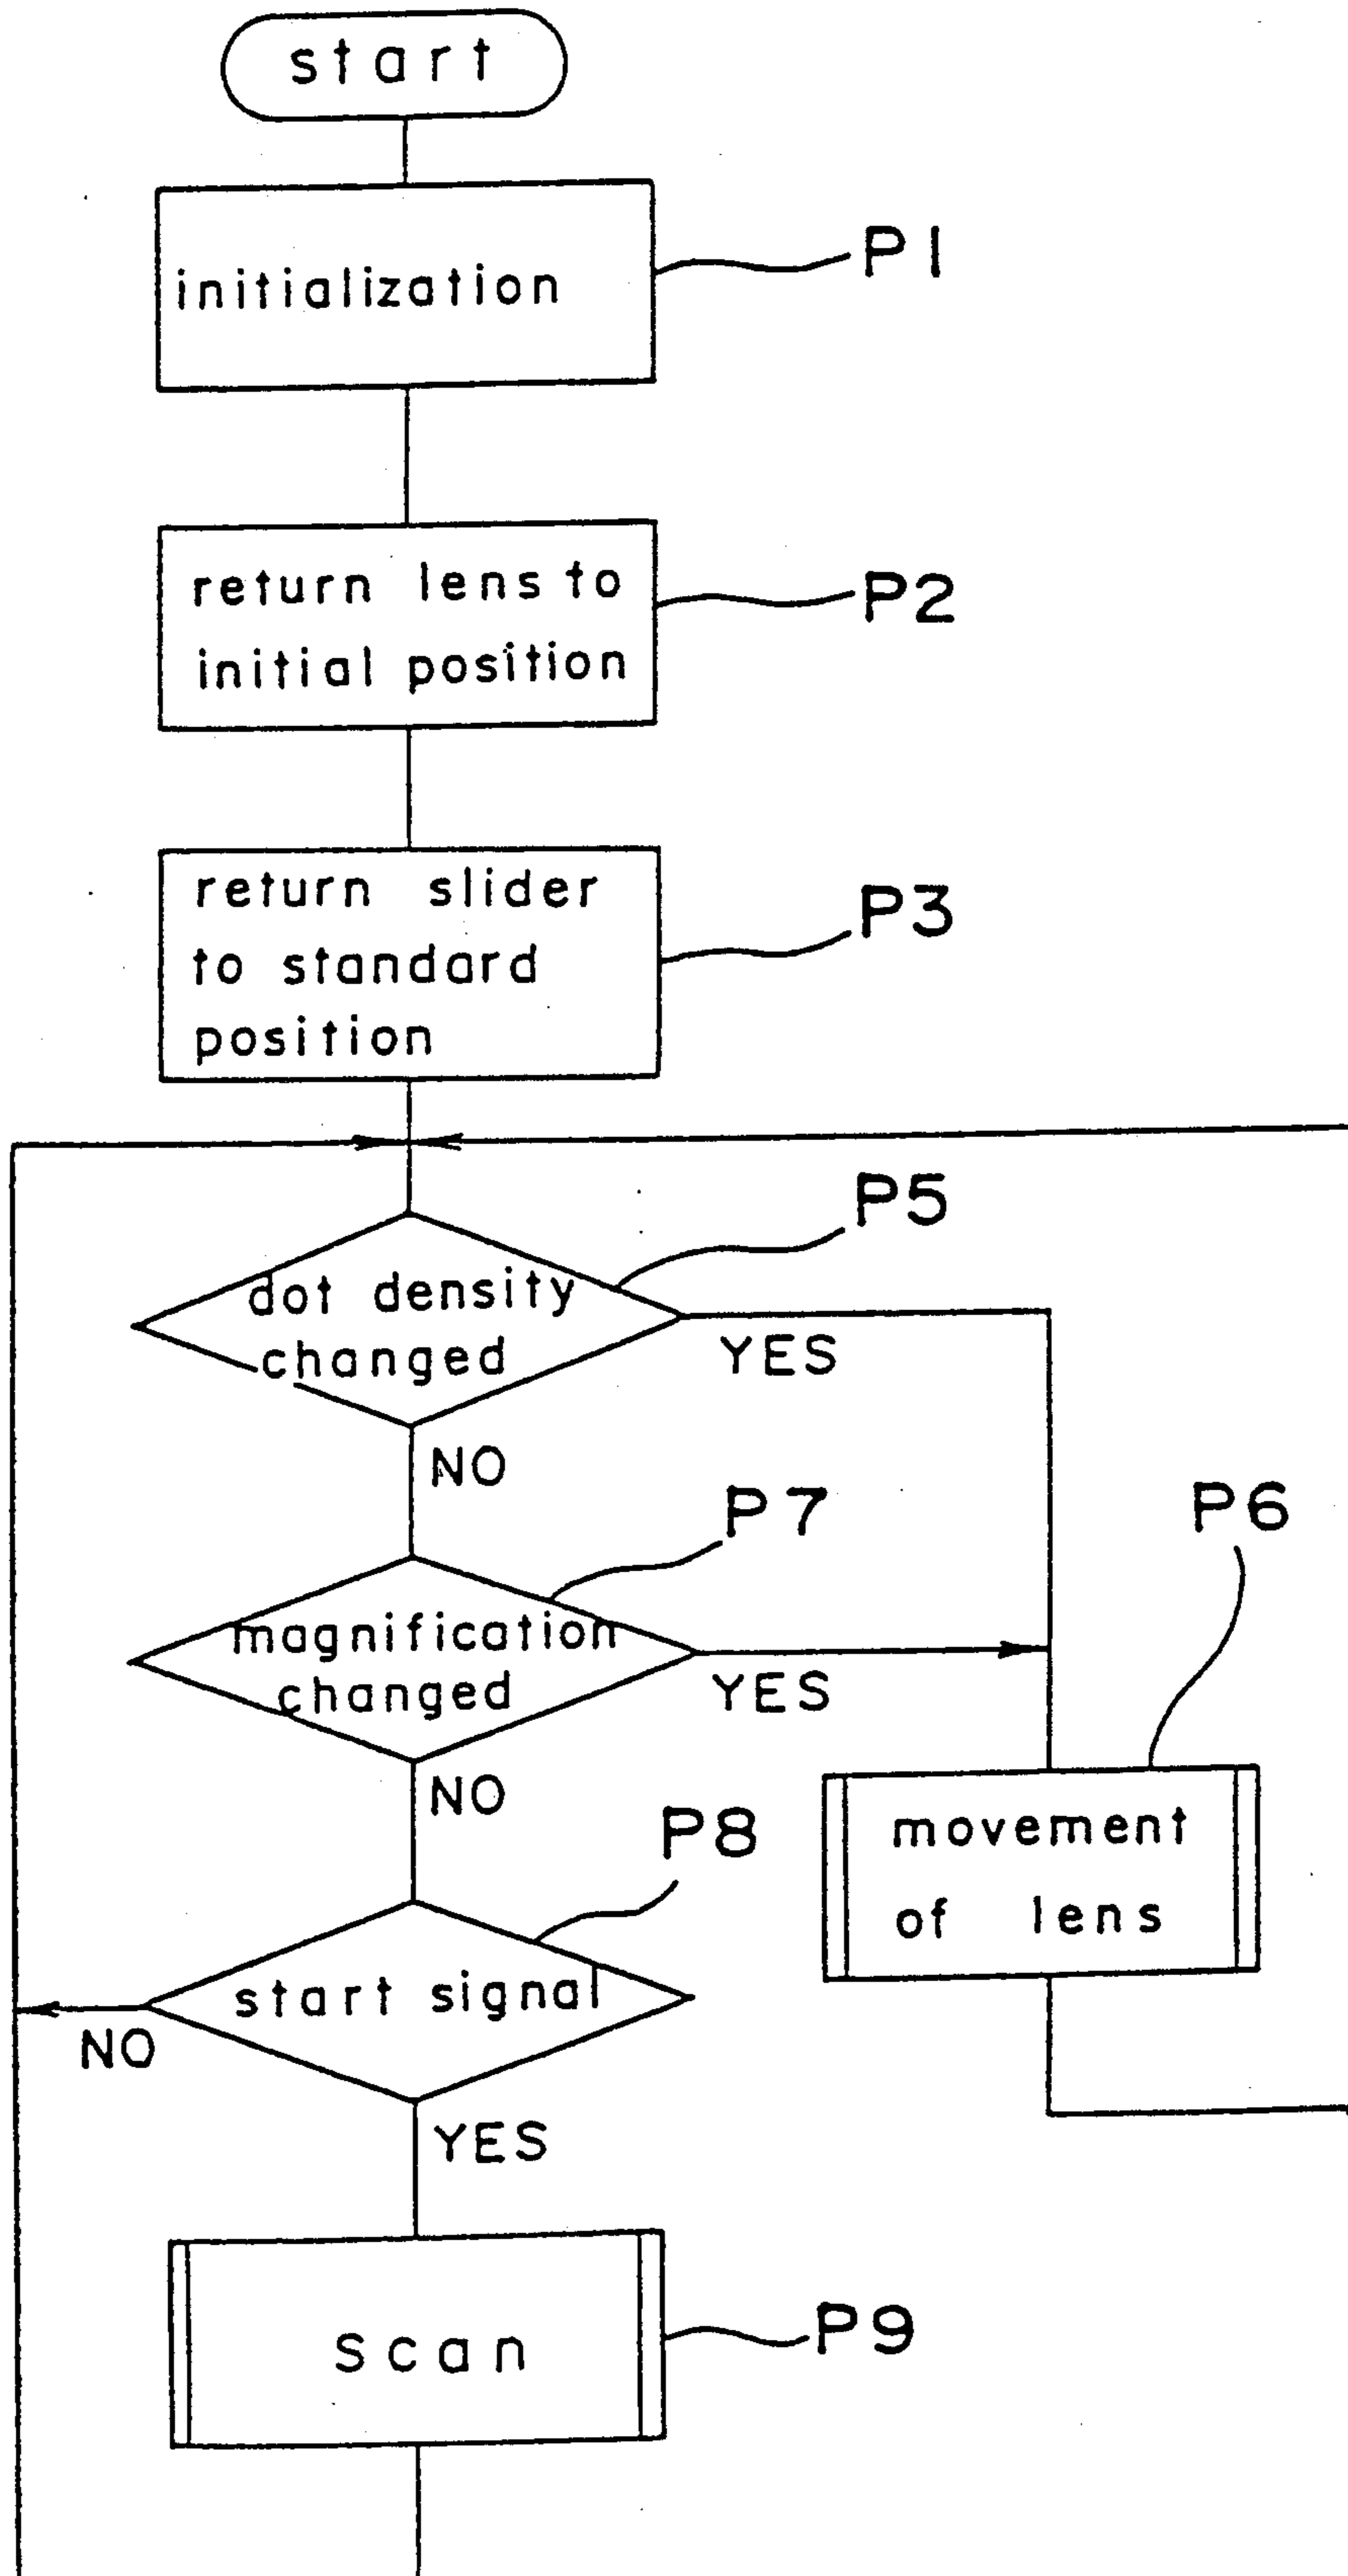 start
initialization
P1
return lens to
initial position
P2
return slider
to standard
position
P3
P5
dot density
changed
YES
NO
P7
P6
magnification
changed
YES
NO
P8
movement
of lens
start signal
NO
YES
scan
P9